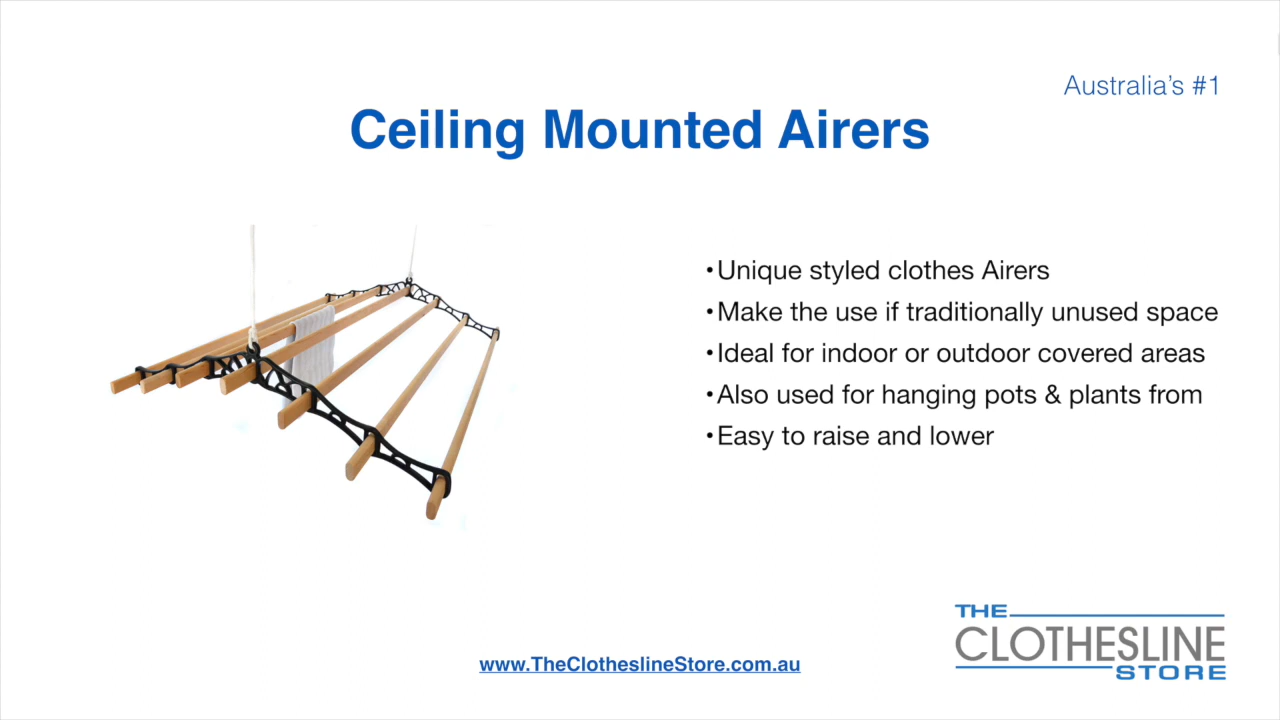 Australia's #1
Ceiling Mounted Airers
•Unique styled clothes Airers
•Make the use if traditionally unused space
•Ideal for indoor or outdoor covered areas
•Also used for hanging pots & plants from
•Easy to raise and lower
www.TheClotheslineStore.com.au
THE
CLOTHESLINE
STORE